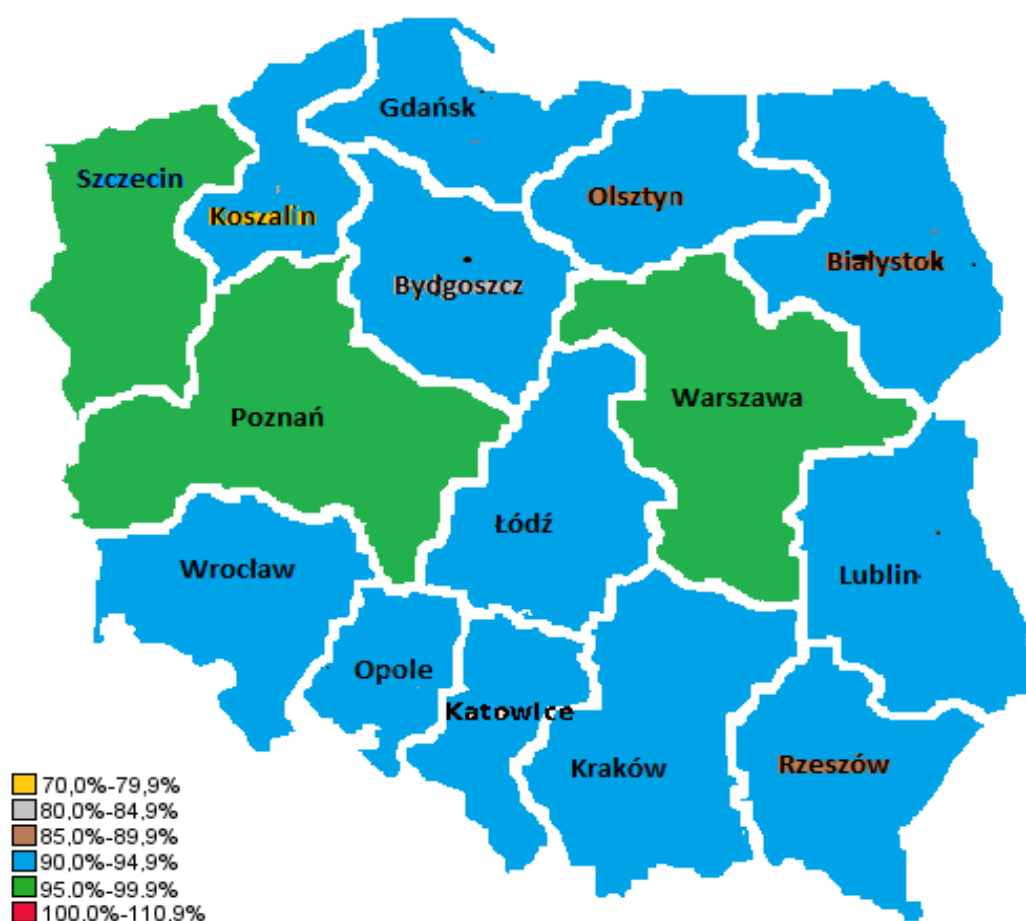 Gdańsk
Szczecin
Olsztyn
Koszalin
Białystok
Bydgoszcz
Warszawa
Poznań
Łódź
Wrocław
Lublin
Opole
Katowice
Kraków
Rzeszów
70,0%-79,9%
80,0%-84,9%
85,0%-89,9%
90,0%-94,9%
95.0%-99.9%
100,0%-110,9%